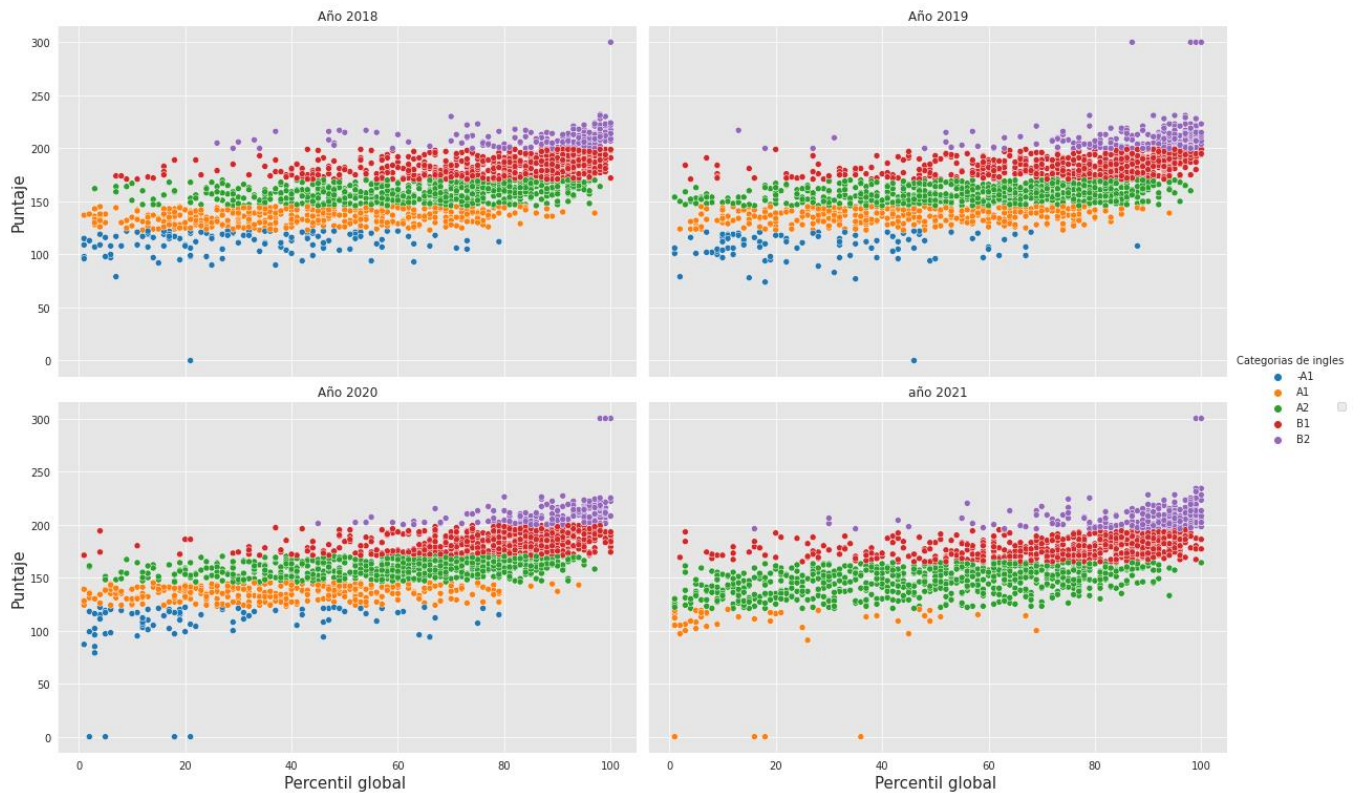 Año 2018
Año 2019
300
250
200
150
100
50
0
Puntaje
Categorias de ingles
-A1
A1
A2
B1
B2
Año 2020
año 2021
300
250
200
150
100
50
0
Puntaje
0 20 40 60 80 100
0 20 40 60 80 100
Percentil global
Percentil global